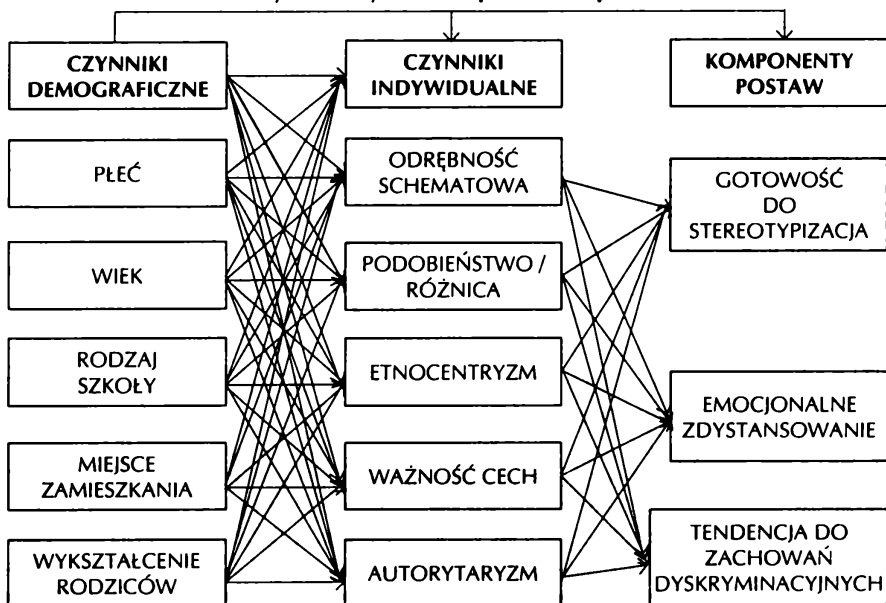 CZYNNIKI
DEMOGRAFICZNE
PŁEĆ
WIEK
RODZAJ
SZKOŁY
MIEJSCE
ZAMIESZKANIA
WYKSZTAŁCENIE
RODZICÓW
CZYNNIKI
INDYWIDUALNE
ODRĘBNOŚĆ
SCHEMATOWA
PODOBIEŃSTWO /
RÓŻNICA
ETNOCENTRYZM
WAŻNOŚĆ CECH
AUTORYTARYZM
KOMPONENTY
POSTAW
GOTOWOŚĆ
DO
STEREOTYPIZACJA
EMOCJONALNE
ZDYSTANSOWANIE
TENDENCJA DO
ZACHOWAŃ
DYSKRYMINACYJNYCH